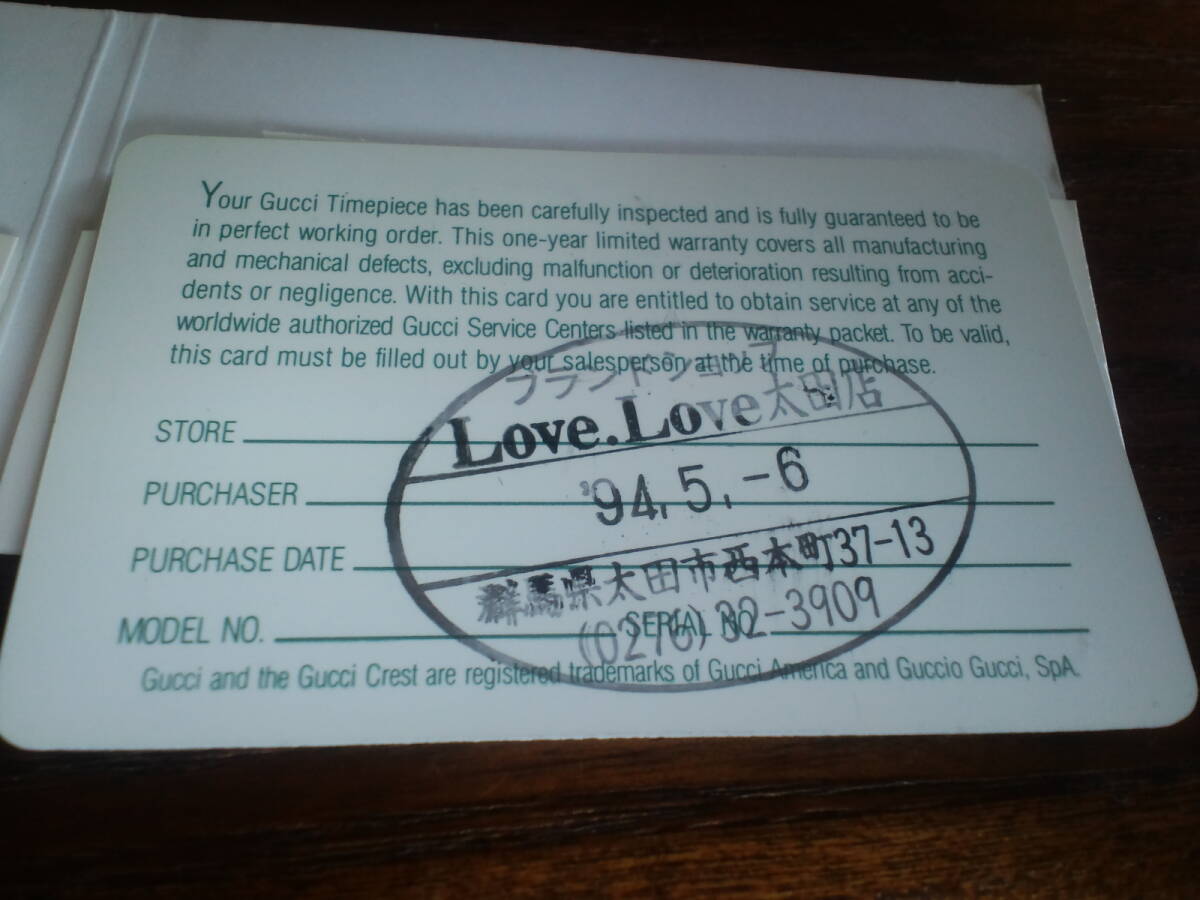 Your Gucci Timepiece has been carefully inspected and is fully guaranteed to be
in perfect working order. This one-year limited warranty covers all manufacturing
and mechanical defects, excluding malfunction or deterioration resulting from acci-
dents or negligence. With this card you are entitled to obtain service at any of the
worldwide authorized Gucci Service Centers listed in the warranty packet. To be valid,
this card must be filled out by your salesperson at the time of purchase.
ブランドショップ
Love.Love太田店
STORE
'94, 5, -6
PURCHASER
PURCHASE DATE
群馬県太田市西本町37-13
(0276) 32-3909
MODEL NO. SERIAL NO.
Gucci and the Gucci Crest are registered trademarks of Gucci America and Guccio Gucci, SpA.